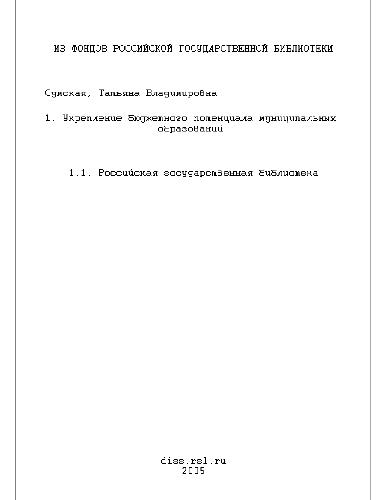 ИЗ ФОНДОВ РОССИЙСКОЙ ГОСУДАРСТВЕННОЙ БИБЛИОТЕКИ
Сумская, Татьяна Владимировна
1. Укрепление бюджетного потенциала муниципальных
образований
1.1. Российская государственная библиотека
diss.rsl.ru
2005